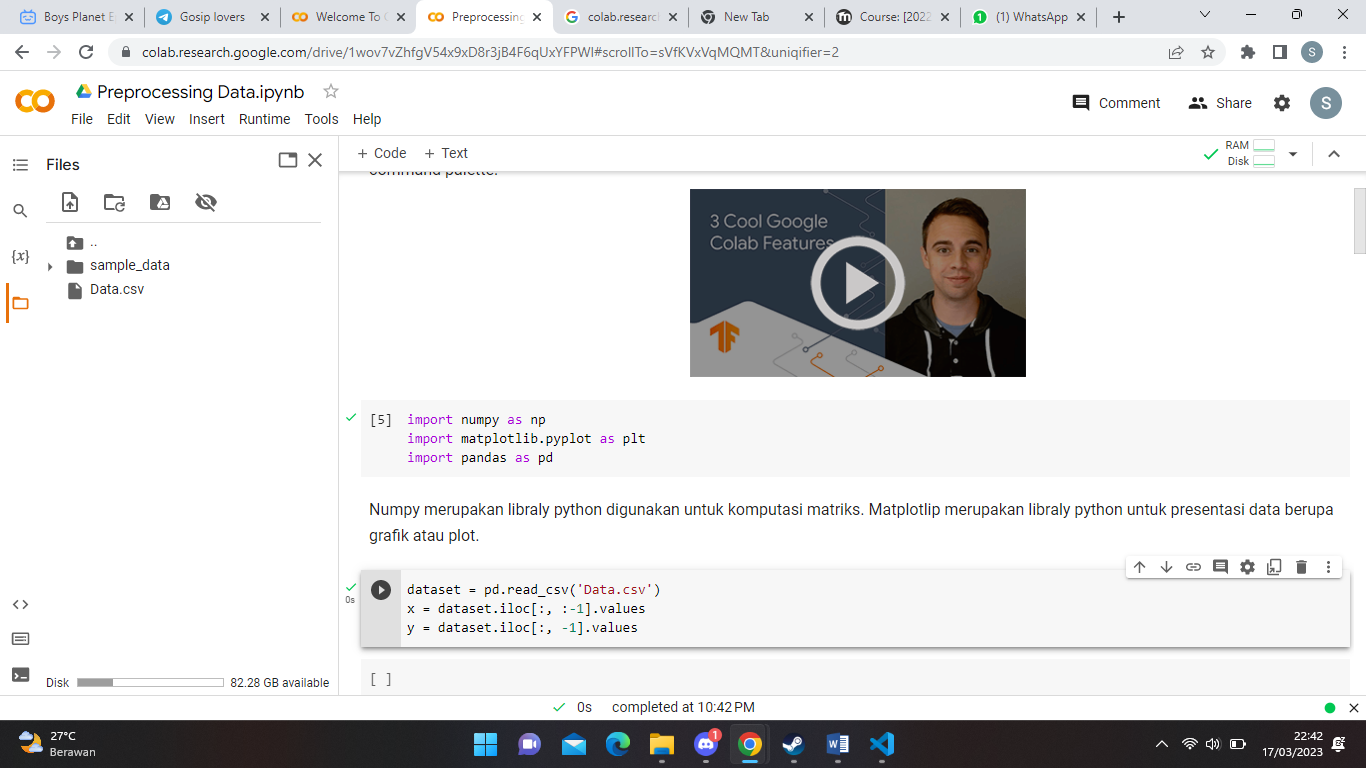 Boys Planet E
Gosip lovers
Welcome To C
Preprocessing
colab.research
New Tab
Course: [2022
(1) WhatsApp
colab.research.google.com/drive/1wov7vZhfgV54x9xD8r3jB4F6qUxYFPWl#scrollTo=sVfKVxVqMQMT&uniqifier=2
S
Preprocessing Data.ipynb
File Edit View Insert Runtime Tools Help
Comment
Share
S
Files
+ Code + Text
RAM
Disk
command palette.
..
sample_data
Data.csv
{x}
3 Cool Google
Colab Features
[5] import numpy as np
import matplotlib.pyplot as plt
import pandas as pd
Numpy merupakan libraly python digunakan untuk komputasi matriks. Matplotlip merupakan libraly python untuk presentasi data berupa
grafik atau plot.
0s
dataset = pd.read_csv('Data.csv')
x = dataset.iloc[:, :-1].values
y = dataset.iloc[:, -1].values
[ ]
Disk 82.28 GB available
0s completed at 10:42 PM
27°C
Berawan
1
22:42
17/03/2023